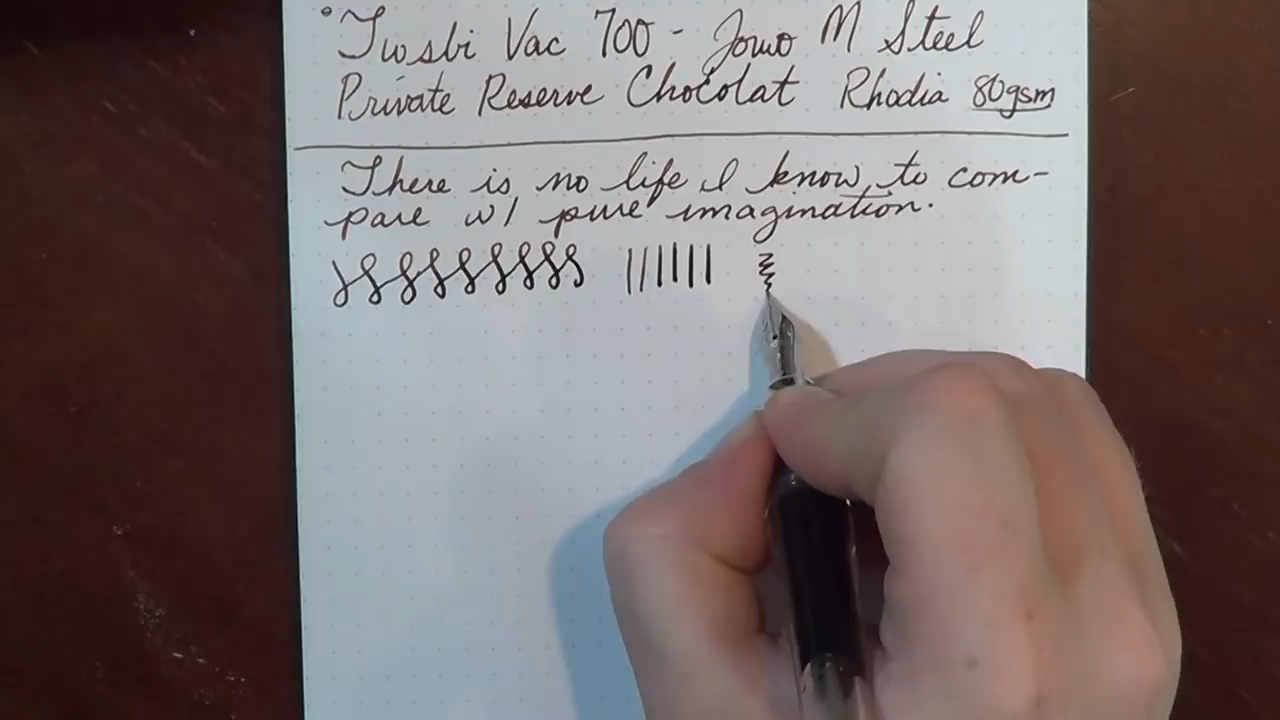 °Twsbi Vac 700 - Jowo M Steel
Private Reserve Chocolat Rhodia 80gsm
There is no life I know to com-
pare w/ pure imagination.